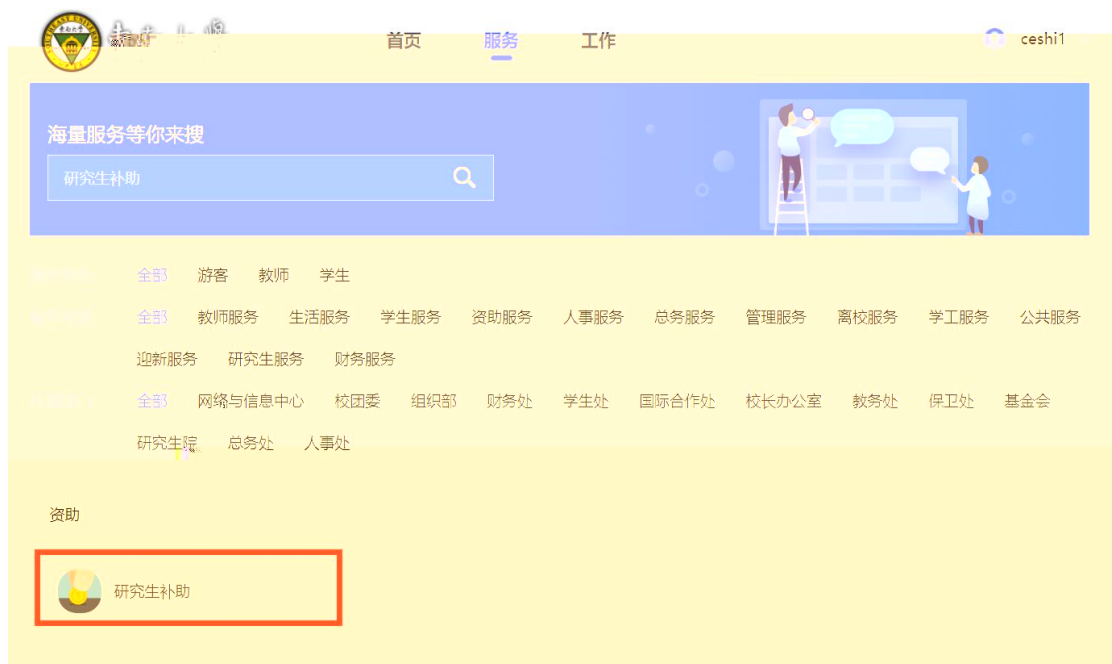 首页 服务 工作 ceshi1
海量服务等你来搜
研究生补助
全部 游客 教师 学生
全部 教师服务 生活服务 学生服务 资助服务 人事服务 总务服务 管理服务 离校服务 学工服务 公共服务
迎新服务 研究生服务 财务服务
全部 网络与信息中心 校团委 组织部 财务处 学生处 国际合作处 校长办公室 教务处 保卫处 基金会
研究生院 总务处 人事处
资助
研究生补助